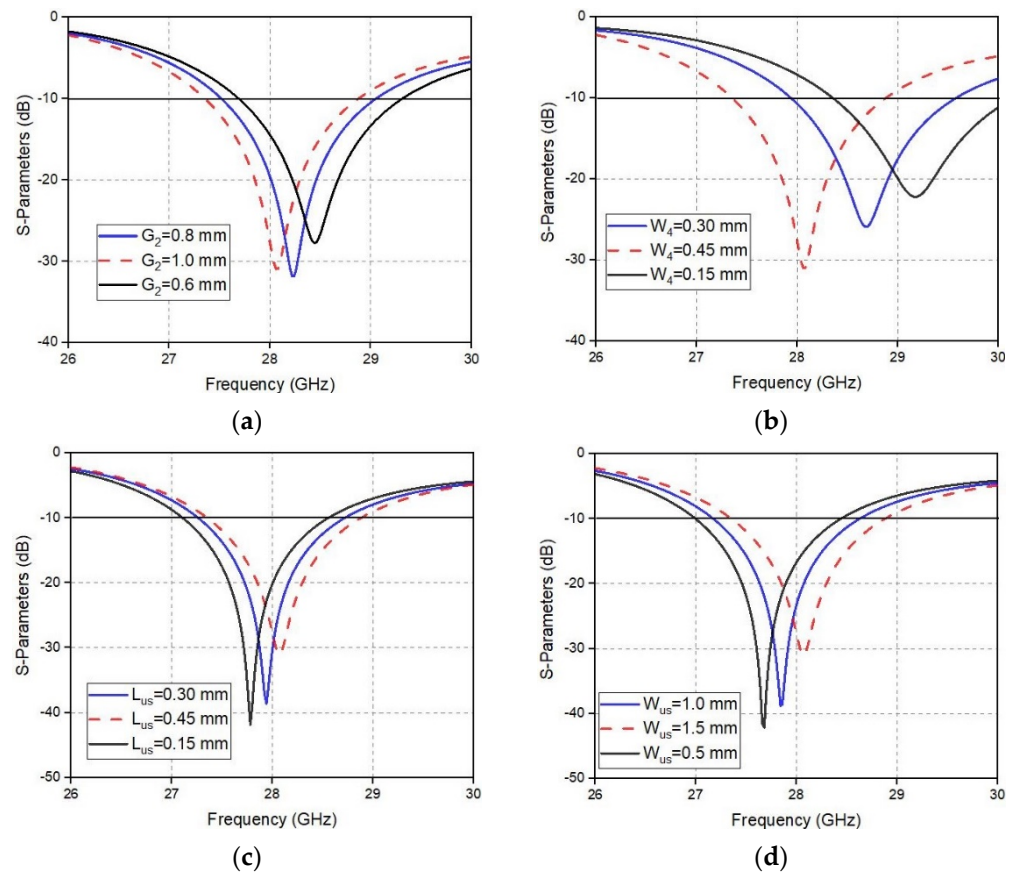 0
-10
-20
-30
-40
S-Parameters (dB)
G2=0.8 mm
G2=1.0 mm
G2=0.6 mm
26 27 28 29 30
Frequency (GHz)
(a)
0
-10
-20
-30
-40
S-Parameters (dB)
W4=0.30 mm
W4=0.45 mm
W4=0.15 mm
26 27 28 29 30
Frequency (GHz)
(b)
0
-10
-20
-30
-40
-50
S-Parameters (dB)
Lus=0.30 mm
Lus=0.45 mm
Lus=0.15 mm
26 27 28 29 30
Frequency (GHz)
(c)
0
-10
-20
-30
-40
-50
S-Parameters (dB)
Wus=1.0 mm
Wus=1.5 mm
Wus=0.5 mm
26 27 28 29 30
Frequency (GHz)
(d)